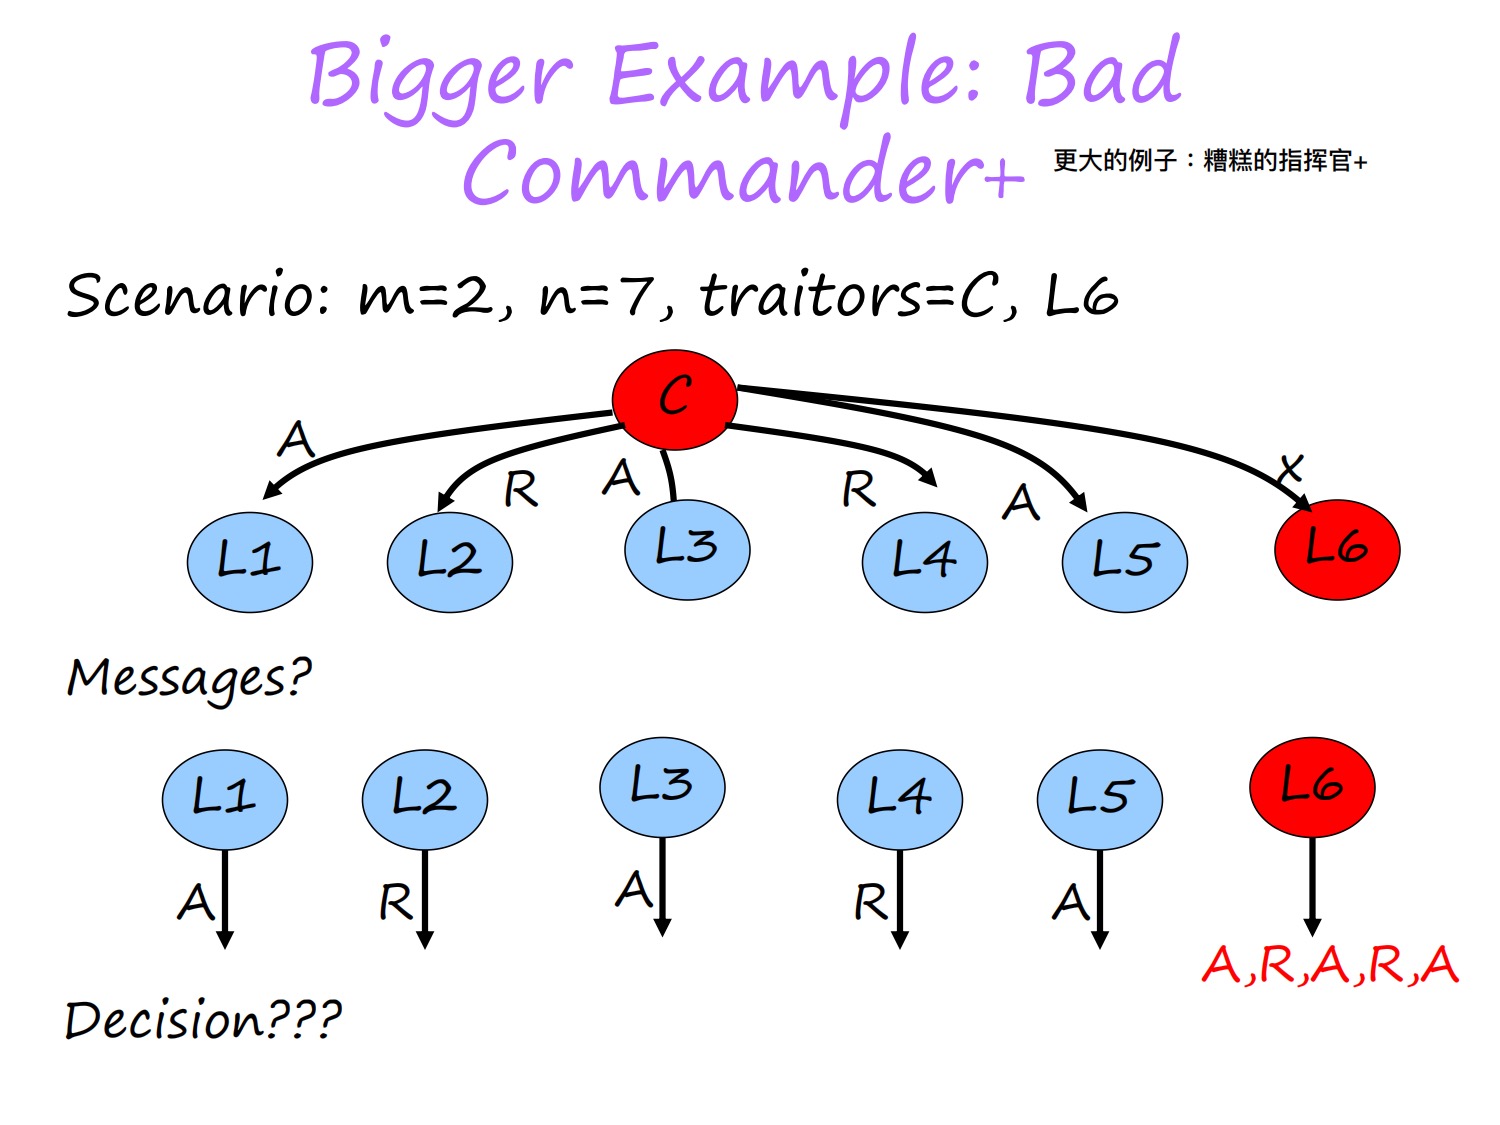 Bigger Example: Bad
Commander+
更大的例子：糟糕的指挥官+
Scenario: m=2, n=7, traitors=C, L6
C
A
R
A
R
A
x
L1
L2
L3
L4
L5
L6
Messages?
L1
L2
L3
L4
L5
L6
A
R
A
R
A
A,R,A,R,A
Decision???